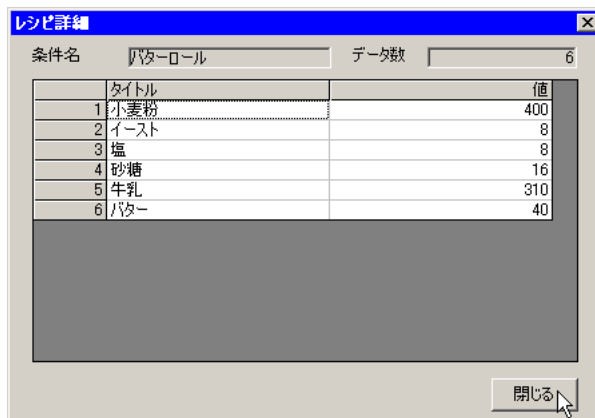 レシピ詳細
条件名 バターロール データ数 6
タイトル 値
1 小麦粉 400
2 イースト 8
3 塩 8
4 砂糖 16
5 牛乳 310
6 バター 40
閉じる